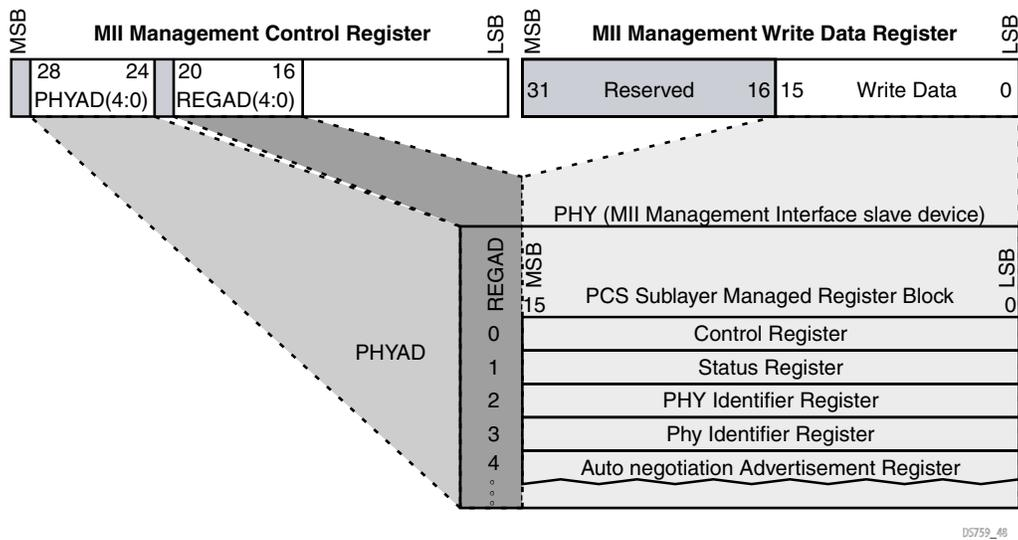 MSB
MII Management Control Register
LSB
MSB
MII Management Write Data Register
LSB
28 24 20 16
PHYAD(4:0) REGAD(4:0)
31 Reserved 16 15 Write Data 0
PHY (MII Management Interface slave device)
REGAD
MSB
LSB
15 PCS Sublayer Managed Register Block 0
0 Control Register
PHYAD
1 Status Register
2 PHY Identifier Register
3 Phy Identifier Register
4 Auto negotiation Advertisement Register
DS759_48